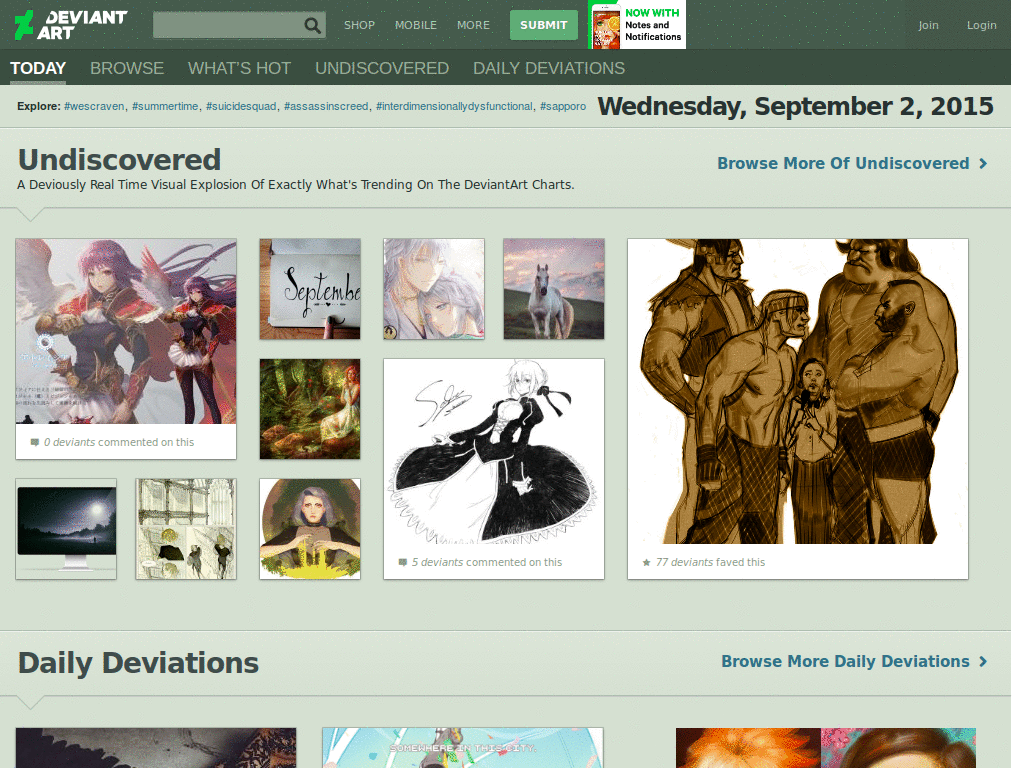 DEVIANT ART
SHOP MOBILE MORE SUBMIT
NOW WITH
Notes and
Notifications
Join Login
TODAY BROWSE WHAT'S HOT UNDISCOVERED DAILY DEVIATIONS
Explore: #wescraven, #summertime, #suicidesquad, #assassinscreed, #interdimensionallydysfunctional, #sapporo
Wednesday, September 2, 2015
Undiscovered
Browse More Of Undiscovered
A Deviously Real Time Visual Explosion Of Exactly What's Trending On The DeviantArt Charts.
Septembe
0 deviants commented on this
5 deviants commented on this
77 deviants faved this
Daily Deviations
Browse More Daily Deviations
SOMEWHERE IN THIS CITY.